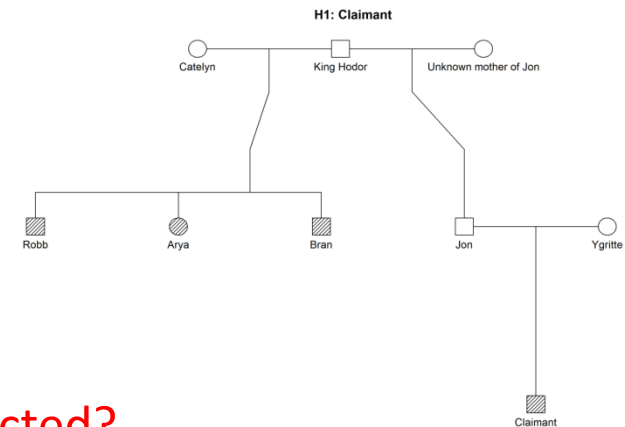 H1: Claimant
Catelyn
King Hodor
Unknown mother of Jon
Robb
Arya
Bran
Jon
Ygritte
Claimant